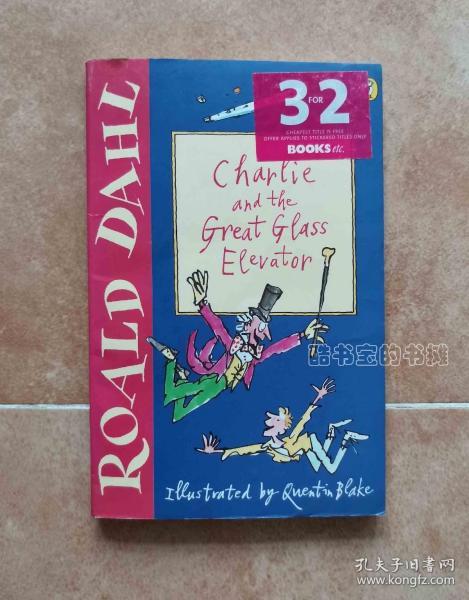 ROALD DAHL
3 FOR 2
CHEAPEST TITLE IS FREE
OFFER APPLIES TO STICKERED TITLES ONLY
BOOKS etc.
Charlie
and the
Great Glass
Elevator
Illustrated by Quentin Blake
酷书宝的书摊
孔夫子旧书网
www.kongfz.com